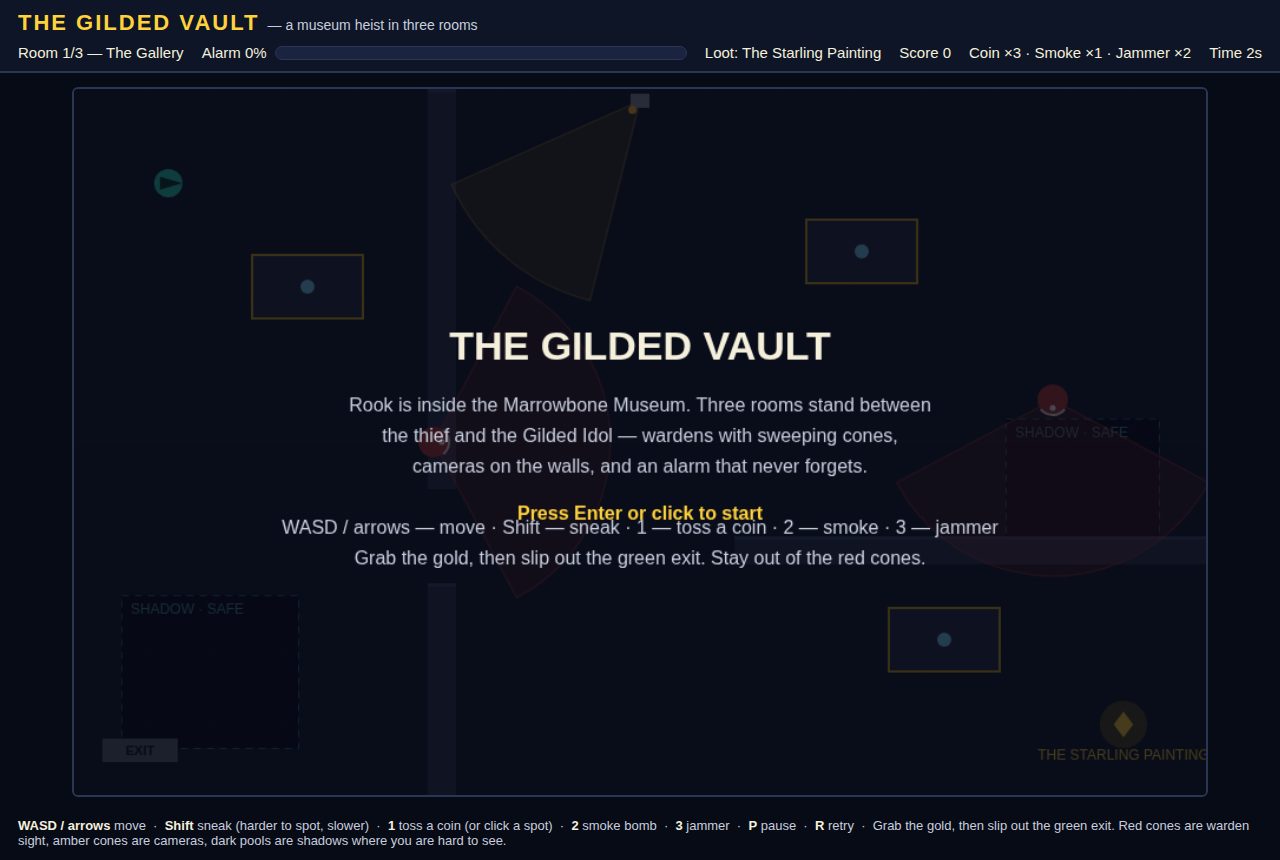 THE GILDED VAULT — a museum heist in three rooms
Room 1/3 — The Gallery Alarm 0% Loot: The Starling Painting Score 0 Coin ×3 · Smoke ×1 · Jammer ×2 Time 2s
THE GILDED VAULT
Rook is inside the Marrowbone Museum. Three rooms stand between
the thief and the Gilded Idol — wardens with sweeping cones,
SHADOW · SAFE
cameras on the walls, and an alarm that never forgets.
Press Enter or click to start
WASD / arrows — move · Shift — sneak · 1 — toss a coin · 2 — smoke · 3 — jammer
Grab the gold, then slip out the green exit. Stay out of the red cones.
SHADOW · SAFE
EXIT
THE STARLING PAINTING
WASD / arrows move · Shift sneak (harder to spot, slower) · 1 toss a coin (or click a spot) · 2 smoke bomb · 3 jammer · P pause · R retry · Grab the gold, then slip out the green exit. Red cones are warden
sight, amber cones are cameras, dark pools are shadows where you are hard to see.